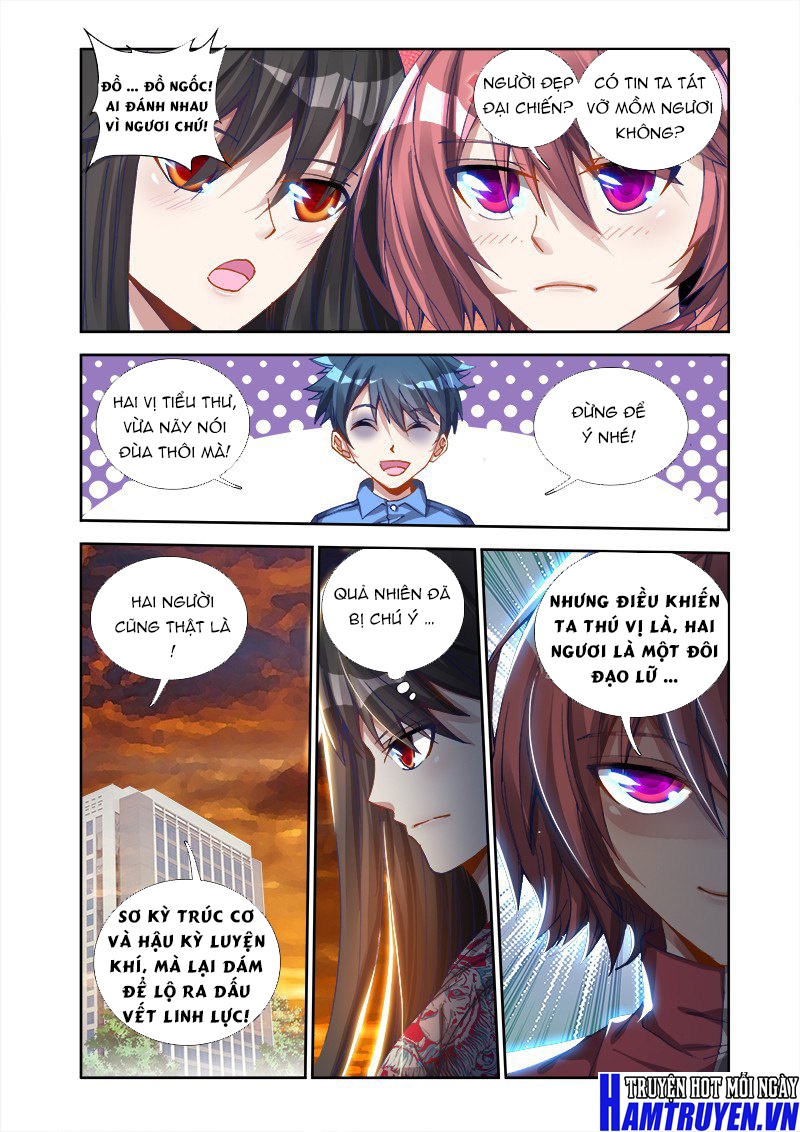 ĐỒ ... ĐỒ NGỐC!
AI ĐÁNH NHAU
VÌ NGƯƠI CHỨ!
NGƯỜI ĐẸP
ĐẠI CHIẾN?
CÓ TIN TA TÁT
VỠ MỒM NGƯƠI
KHÔNG?
HAI VỊ TIỂU THƯ,
VỪA NÃY NÓI
ĐÙA THÔI MÀ!
ĐỪNG ĐỂ
Ý NHÉ!
HAI NGƯỜI
CŨNG THẬT LÀ
!
SƠ KỲ TRÚC CƠ
VÀ HẬU KỲ LUYỆN
KHÍ, MÀ LẠI DÁM
ĐỂ LỘ RA DẤU
VẾT LINH LỰC!
QUẢ NHIÊN ĐÃ
BỊ CHÚ Ý ...
NHƯNG ĐIỀU KHIẾN
TA THÚ VỊ LÀ, HAI
NGƯƠI LÀ MỘT ĐÔI
ĐẠO LỮ ...
TRUYỆN HOT MỖI NGÀY
HAMTRUYEN.VN